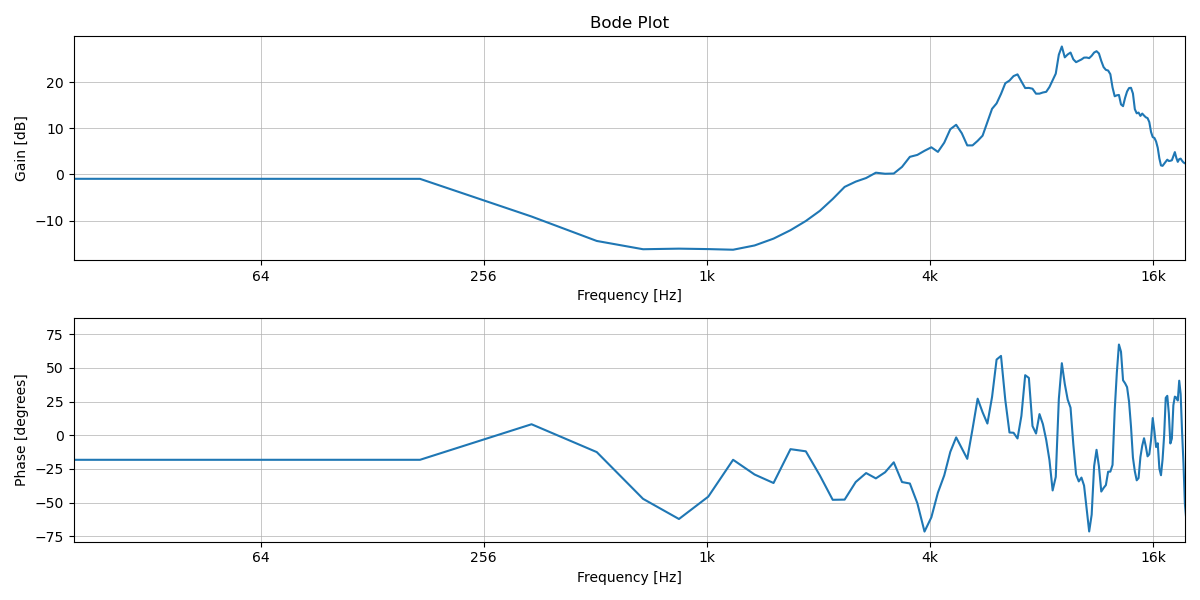 Bode Plot
Gain [dB]
20
10
0
−10
64
256
1k
4k
16k
Frequency [Hz]
Phase [degrees]
75
50
25
0
−25
−50
−75
64
256
1k
4k
16k
Frequency [Hz]